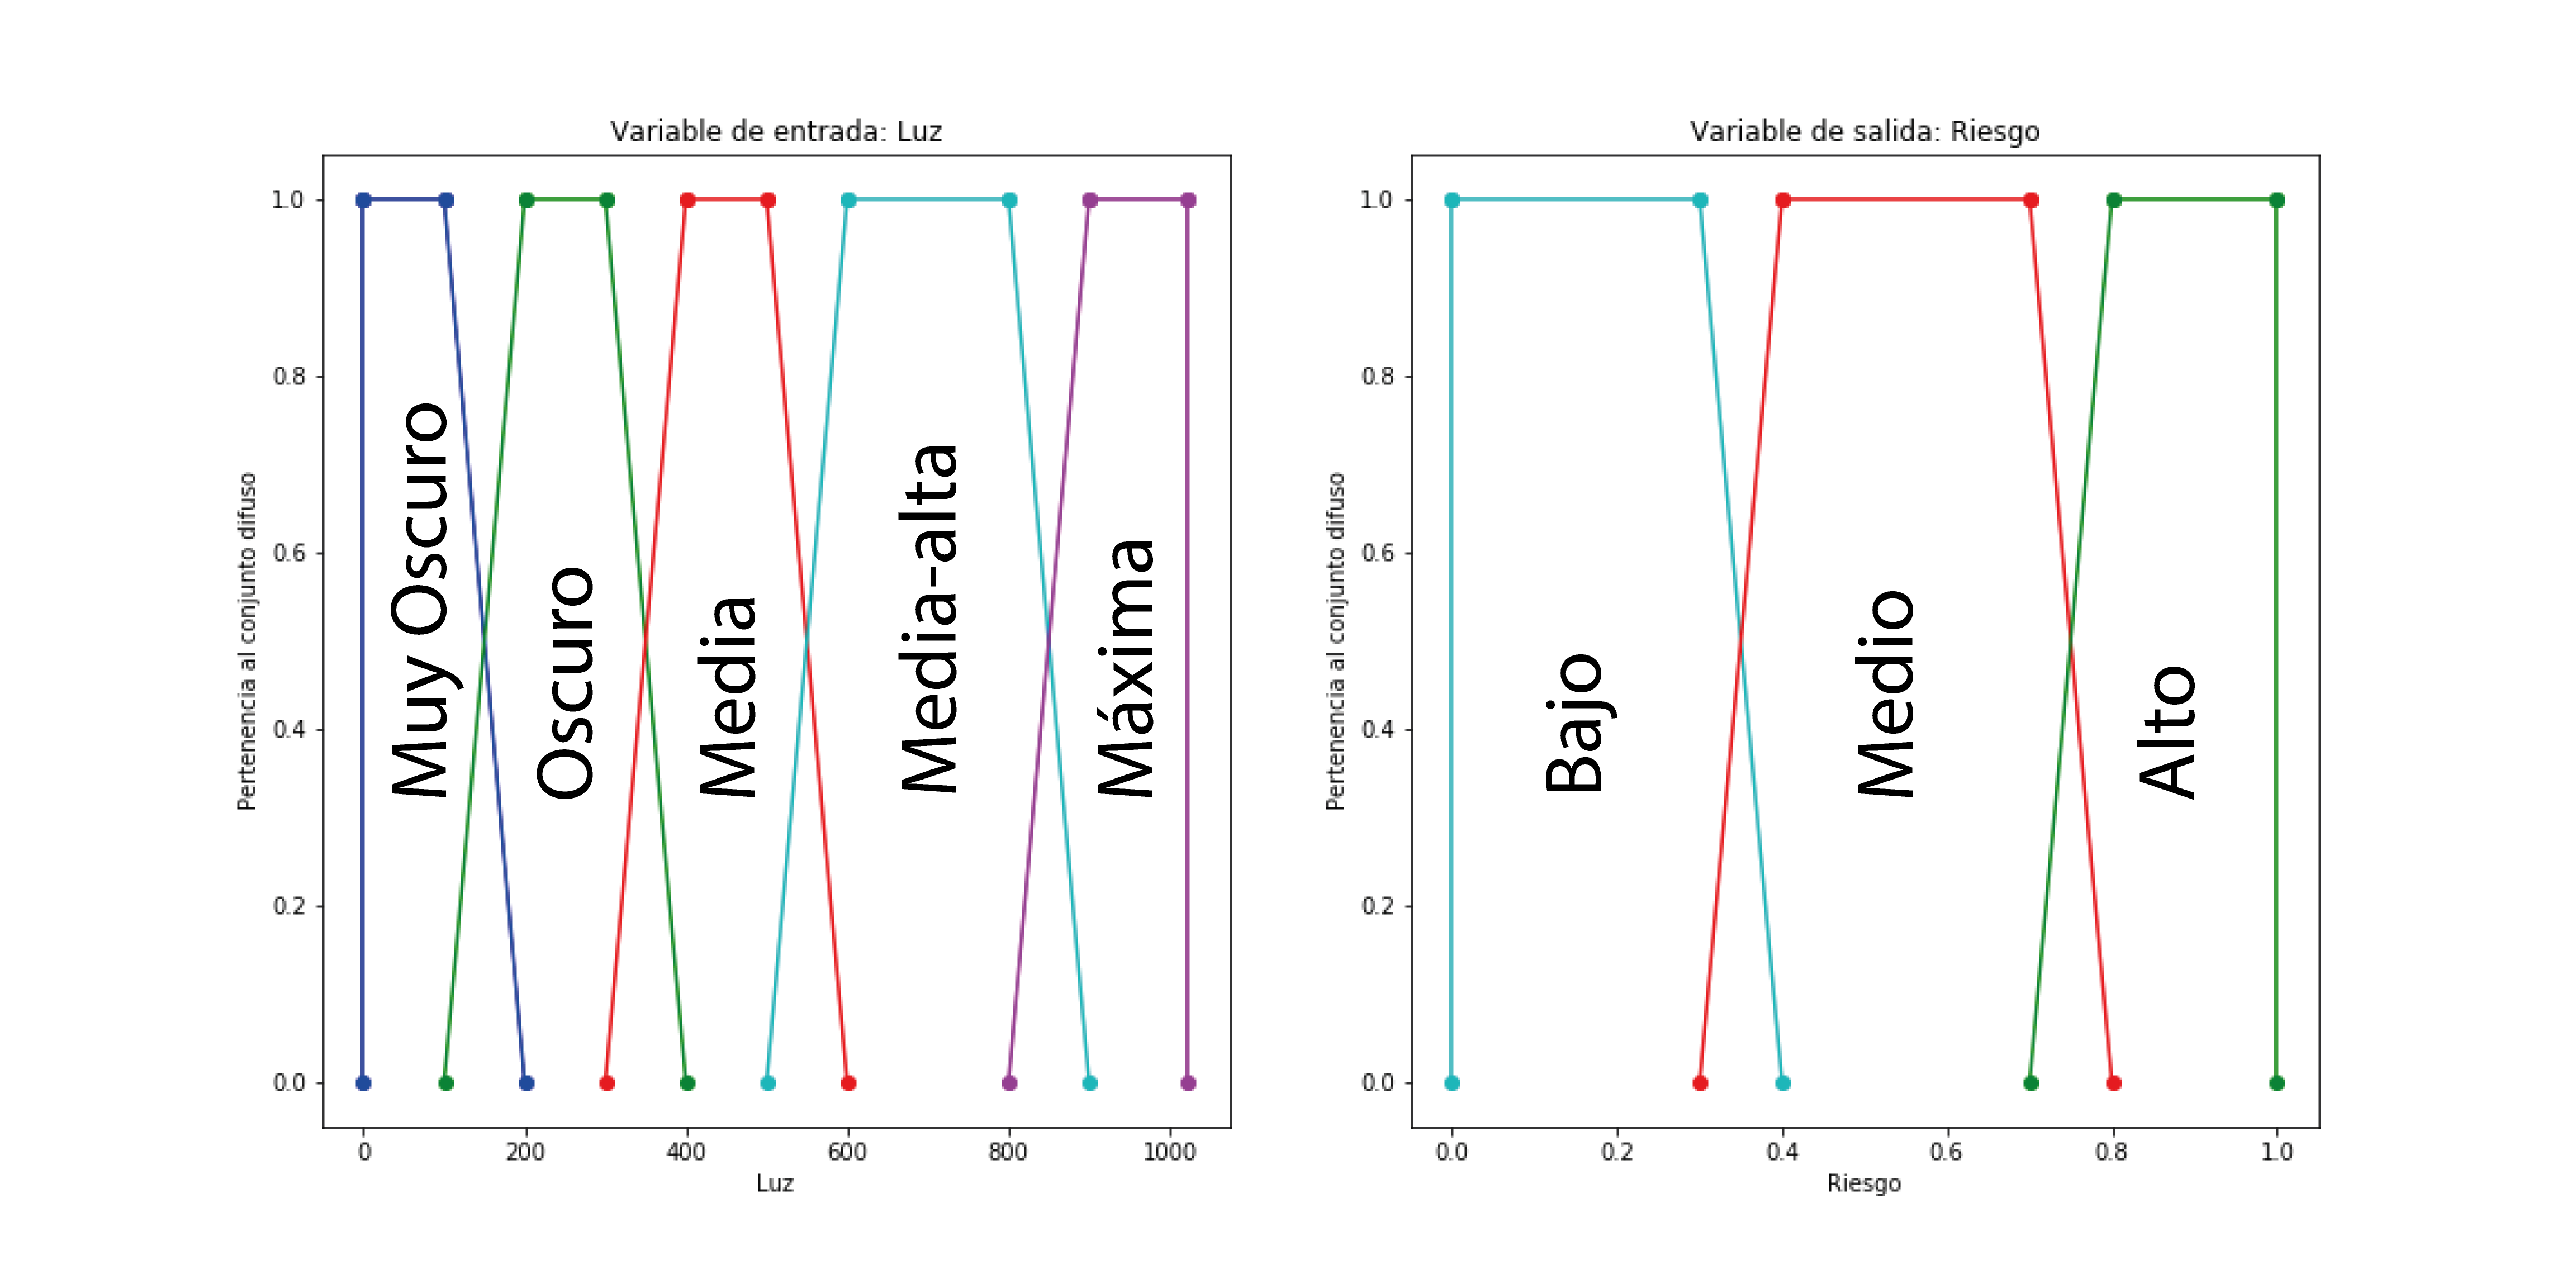 Variable de entrada: Luz
Pertenencia al conjunto difuso
1.0
0.8
0.6
0.4
0.2
0.0
Muy Oscuro
Oscuro
Media
Media-alta
Máxima
0 200 400 600 800 1000
Luz
Variable de salida: Riesgo
Pertenencia al conjunto difuso
1.0
0.8
0.6
0.4
0.2
0.0
Bajo
Medio
Alto
0.0 0.2 0.4 0.6 0.8 1.0
Riesgo